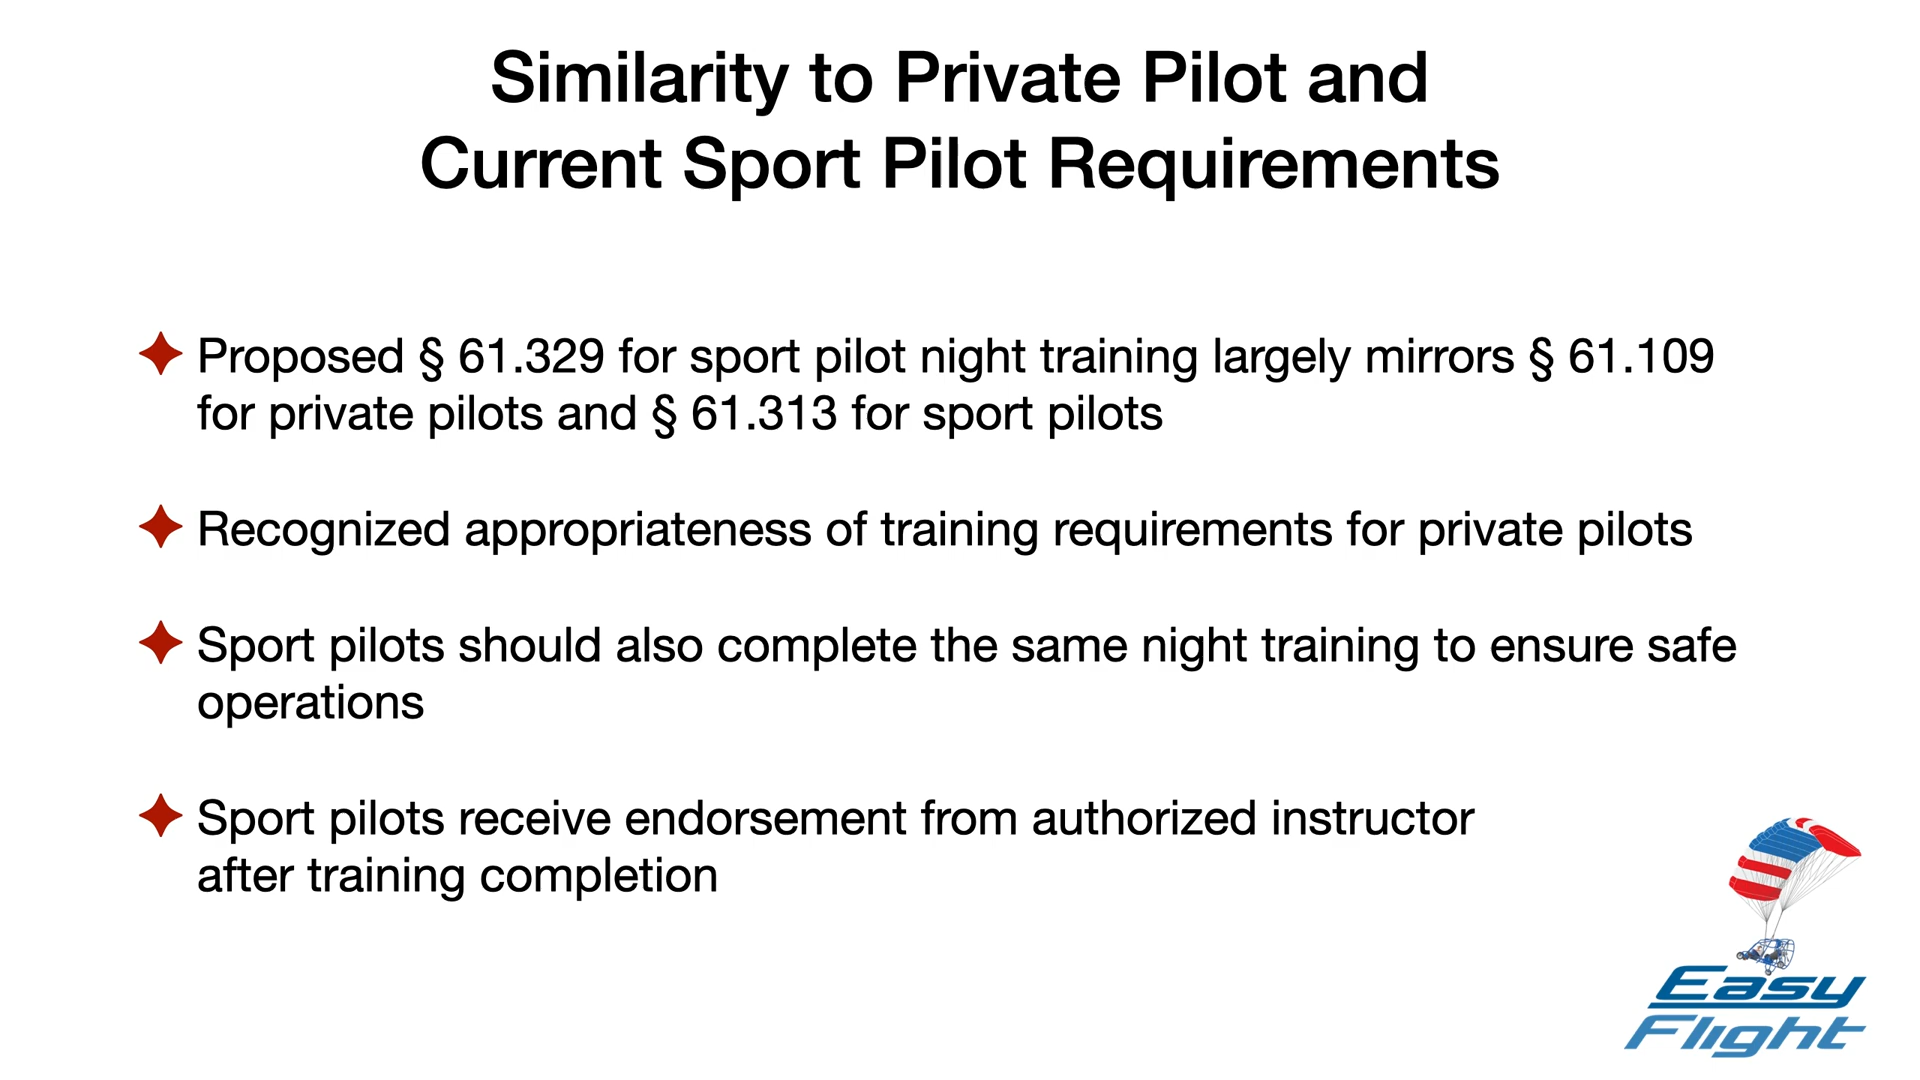 Similarity to Private Pilot and
Current Sport Pilot Requirements
Proposed § 61.329 for sport pilot night training largely mirrors § 61.109
for private pilots and § 61.313 for sport pilots
Recognized appropriateness of training requirements for private pilots
Sport pilots should also complete the same night training to ensure safe
operations
Sport pilots receive endorsement from authorized instructor
after training completion
Easy
Flight